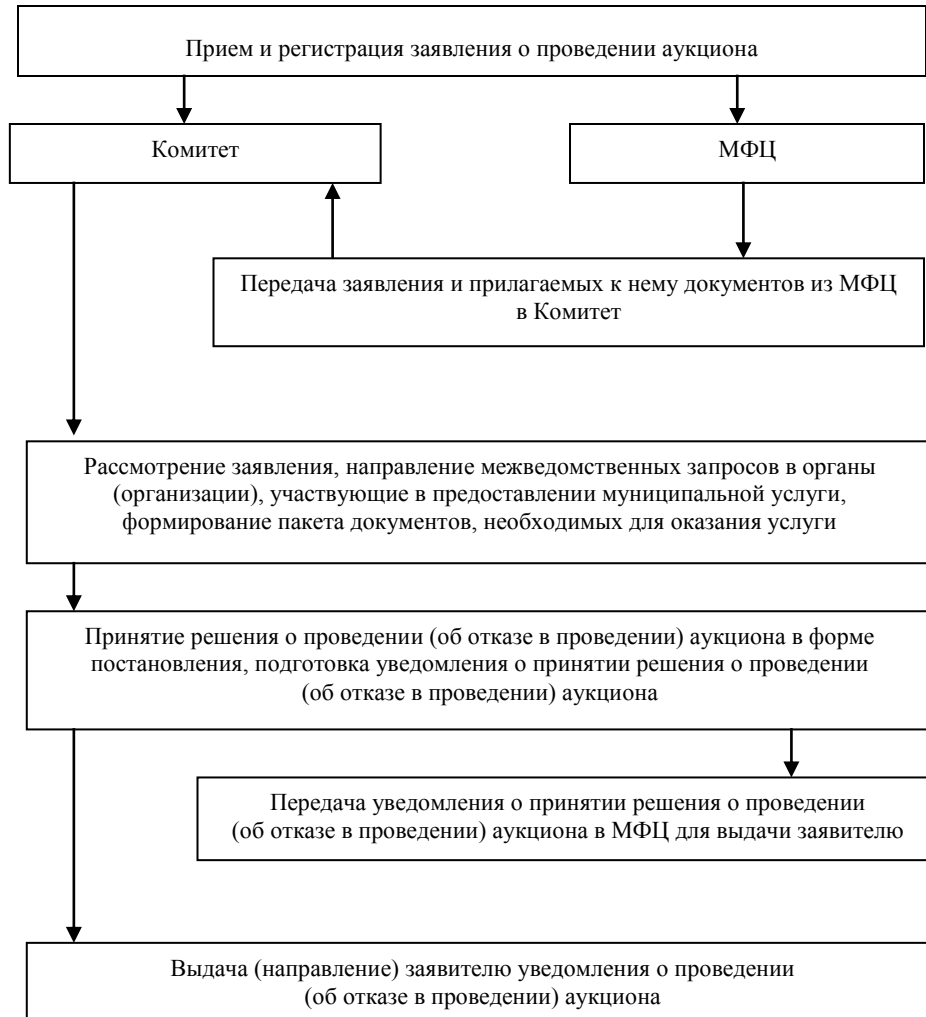 Прием и регистрация заявления о проведении аукциона
Комитет
МФЦ
Передача заявления и прилагаемых к нему документов из МФЦ
в Комитет
Рассмотрение заявления, направление межведомственных запросов в органы
(организации), участвующие в предоставлении муниципальной услуги,
формирование пакета документов, необходимых для оказания услуги
Принятие решения о проведении (об отказе в проведении) аукциона в форме
постановления, подготовка уведомления о принятии решения о проведении
(об отказе в проведении) аукциона
Передача уведомления о принятии решения о проведении
(об отказе в проведении) аукциона в МФЦ для выдачи заявителю
Выдача (направление) заявителю уведомления о проведении
(об отказе в проведении) аукциона